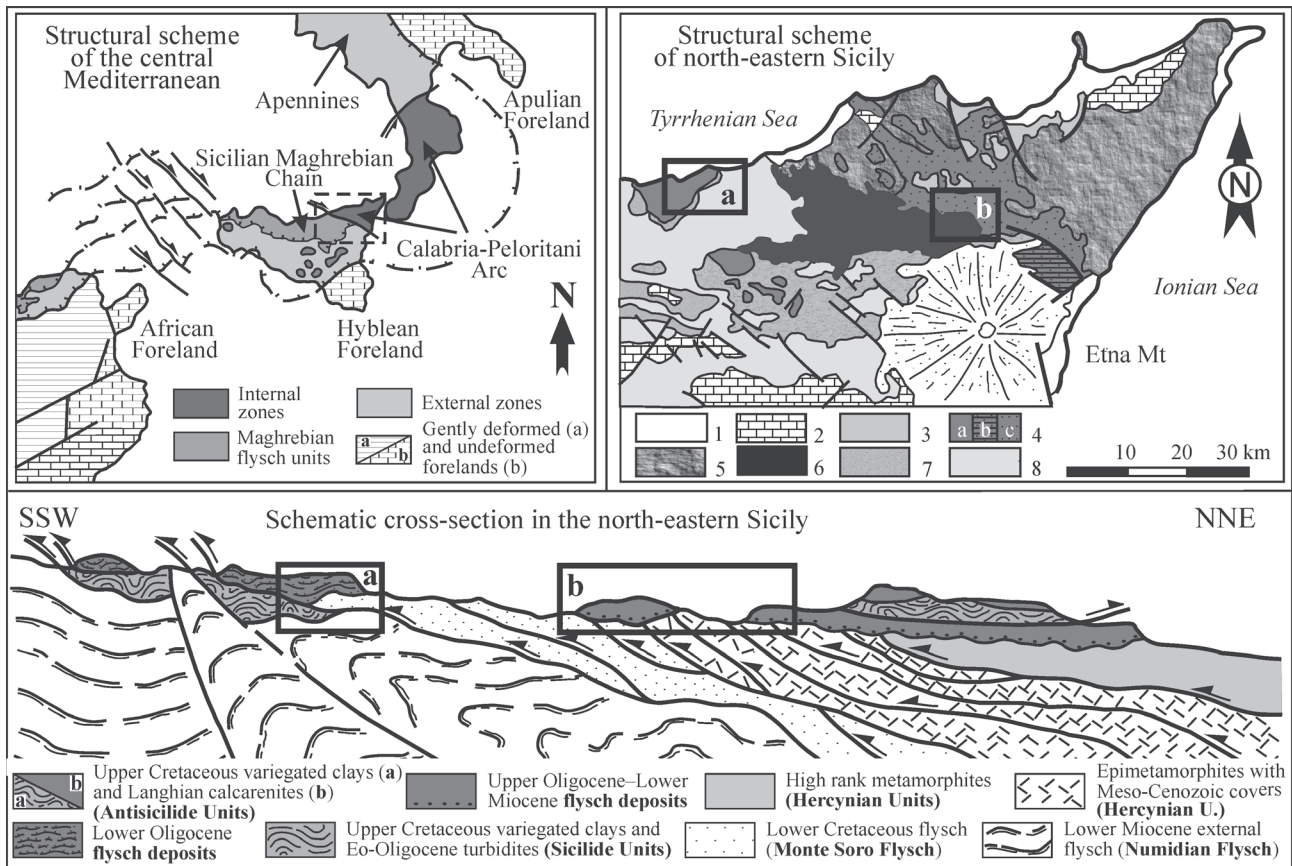 Structural scheme
of the central
Mediterranean
Apennines
Apulian
Foreland
Sicilian Maghrebian
Chain
Calabria-Peloritani
Arc
African
Foreland
Hyblean
Foreland
N
Internal
zones
External zones
Maghrebian
flysch units
a
b
Gently deformed (a)
and undeformed
forelands (b)
Structural scheme
of north-eastern Sicily
Tyrrhenian Sea
N
a
b
Ionian Sea
Etna Mt
1
2
3
a b c 4
5
6
7
8
10 20 30 km
SSW
Schematic cross-section in the north-eastern Sicily
NNE
a
b
a
b
Upper Cretaceous variegated clays (a)
and Langhian calcarenites (b)
(Antisicilide Units)
Upper Oligocene–Lower
Miocene flysch deposits
High rank metamorphites
(Hercynian Units)
Epimetamorphites with
Meso-Cenozoic covers
(Hercynian U.)
Lower Oligocene
flysch deposits
Upper Cretaceous variegated clays and
Eo-Oligocene turbidites (Sicilide Units)
Lower Cretaceous flysch
(Monte Soro Flysch)
Lower Miocene external
flysch (Numidian Flysch)